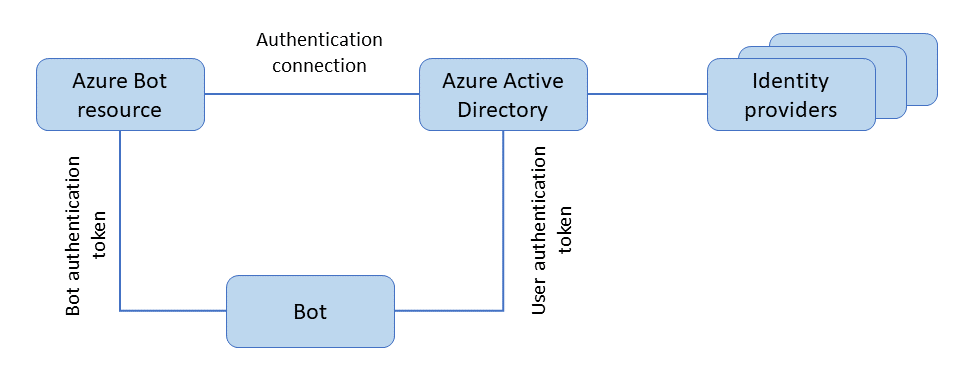 Authentication
connection
Azure Bot
resource
Azure Active
Directory
Identity
providers
Bot authentication
token
User authentication
token
Bot